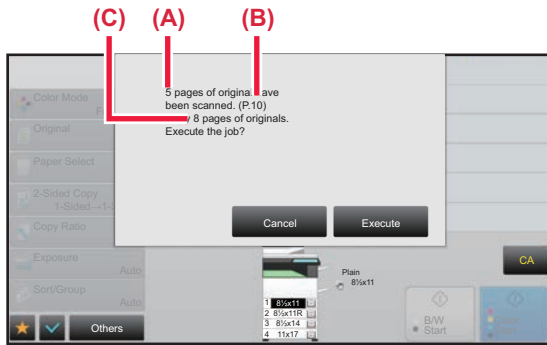 (C) (A) (B)
5 pages of original ave
been scanned. (P.10)
y 8 pages of originals.
Execute the job?
Cancel Execute
Color Mode
Original
Paper Select
2-Sided Copy
1-Sided→1-
Copy Ratio
Exposure
Auto
Sort/Group
Auto
Others
Plain
8½x11
1 8½x11
2 8½x11R
3 8½x14
4 11x17
CA
B/W
Start